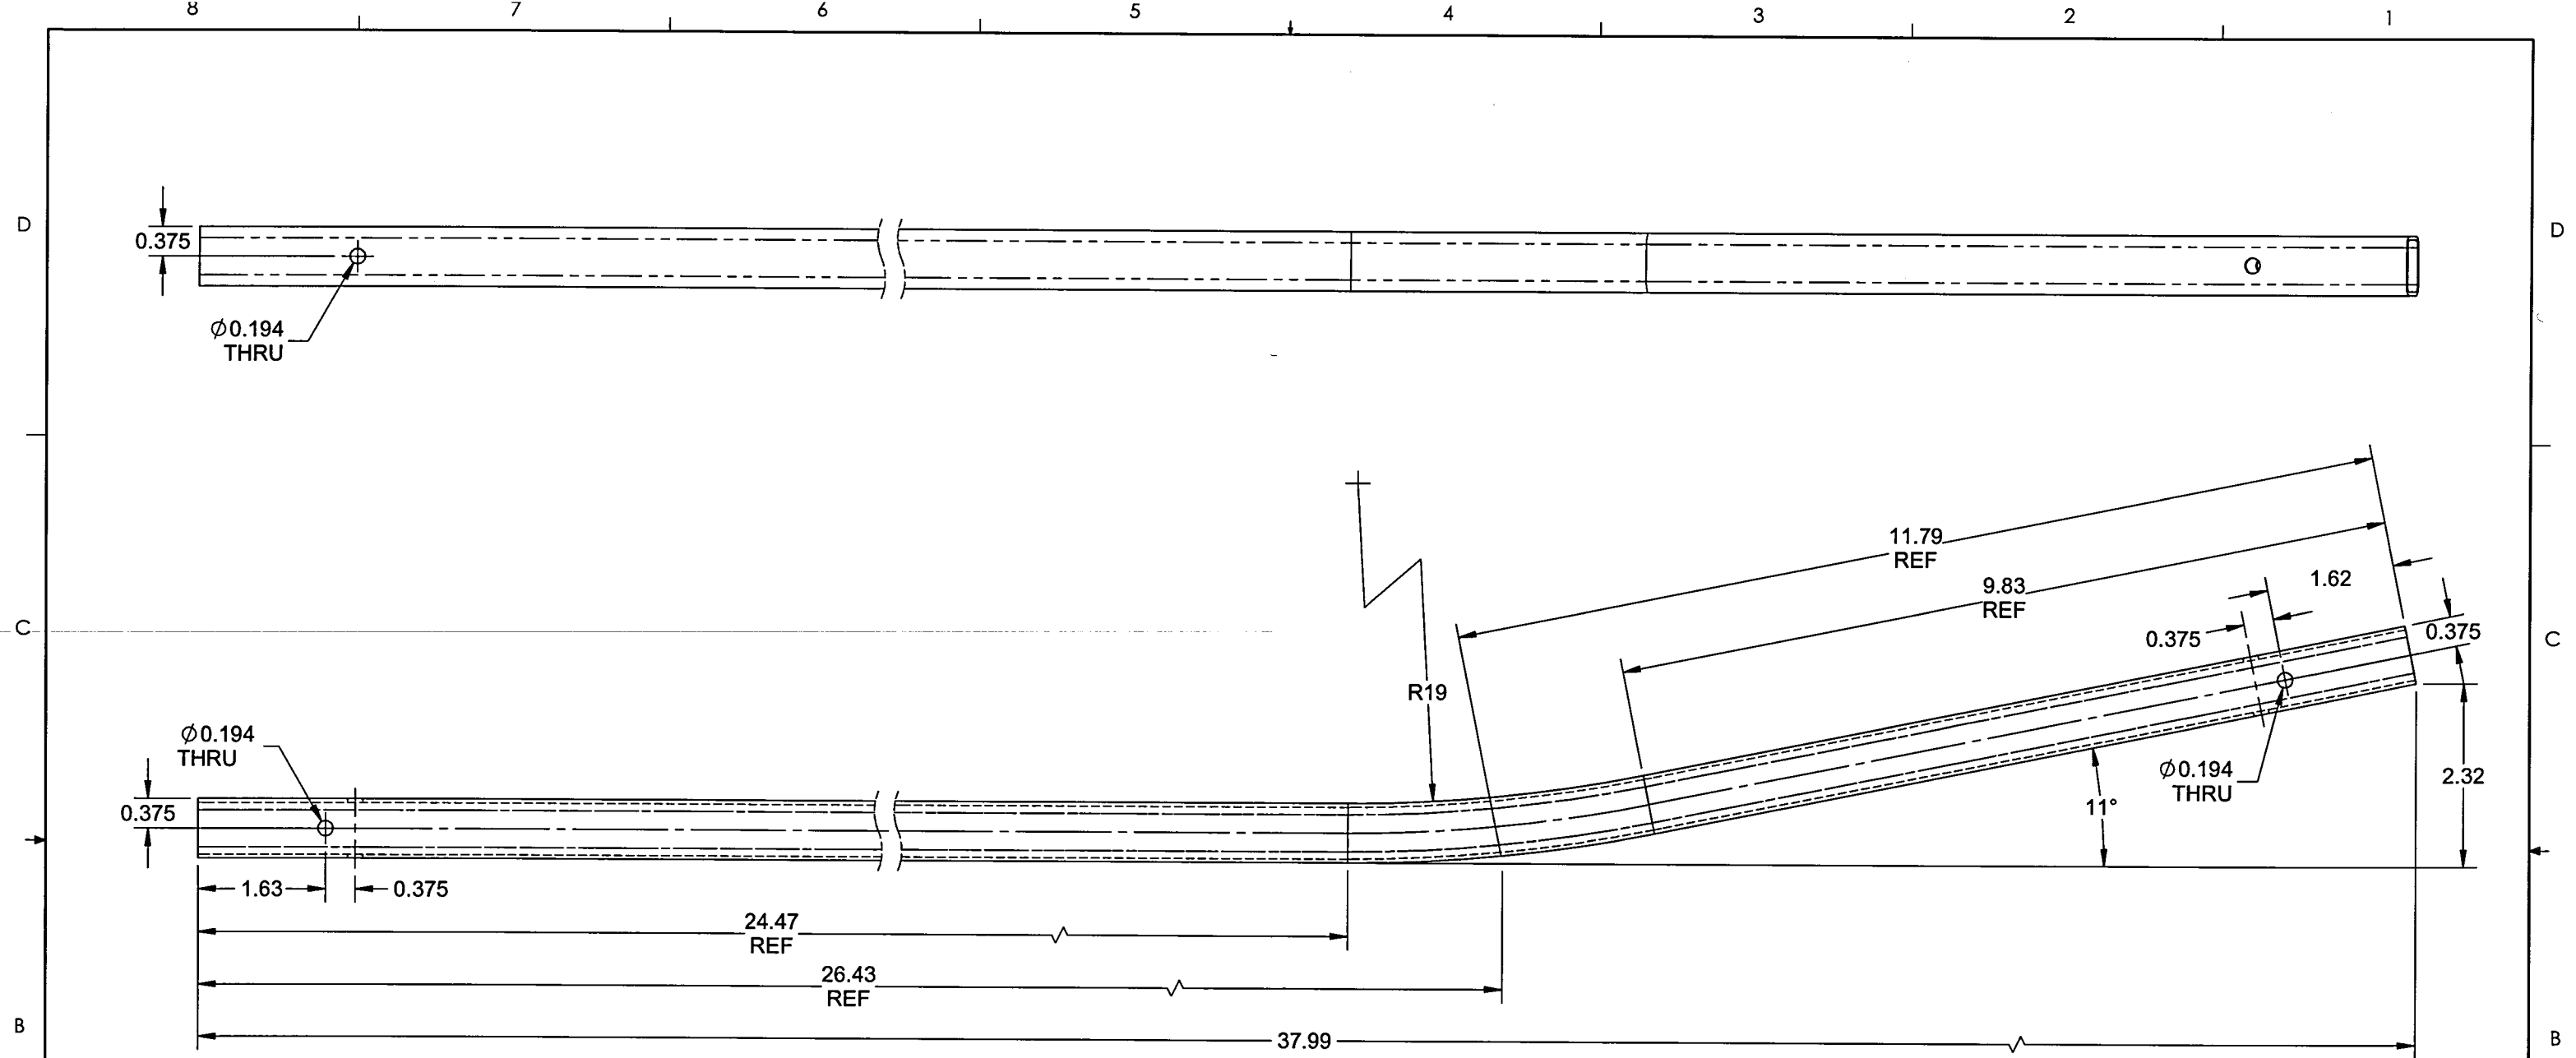 8 7 6 5 4 3 2 1
D D
0.375
Ø0.194
THRU
11.79
REF
9.83
REF
1.62
0.375
0.375
C C
R19
Ø0.194
THRU
0.375
Ø0.194
THRU
11°
2.32
1.63 0.375
24.47
REF
26.43
REF
37.99
B B